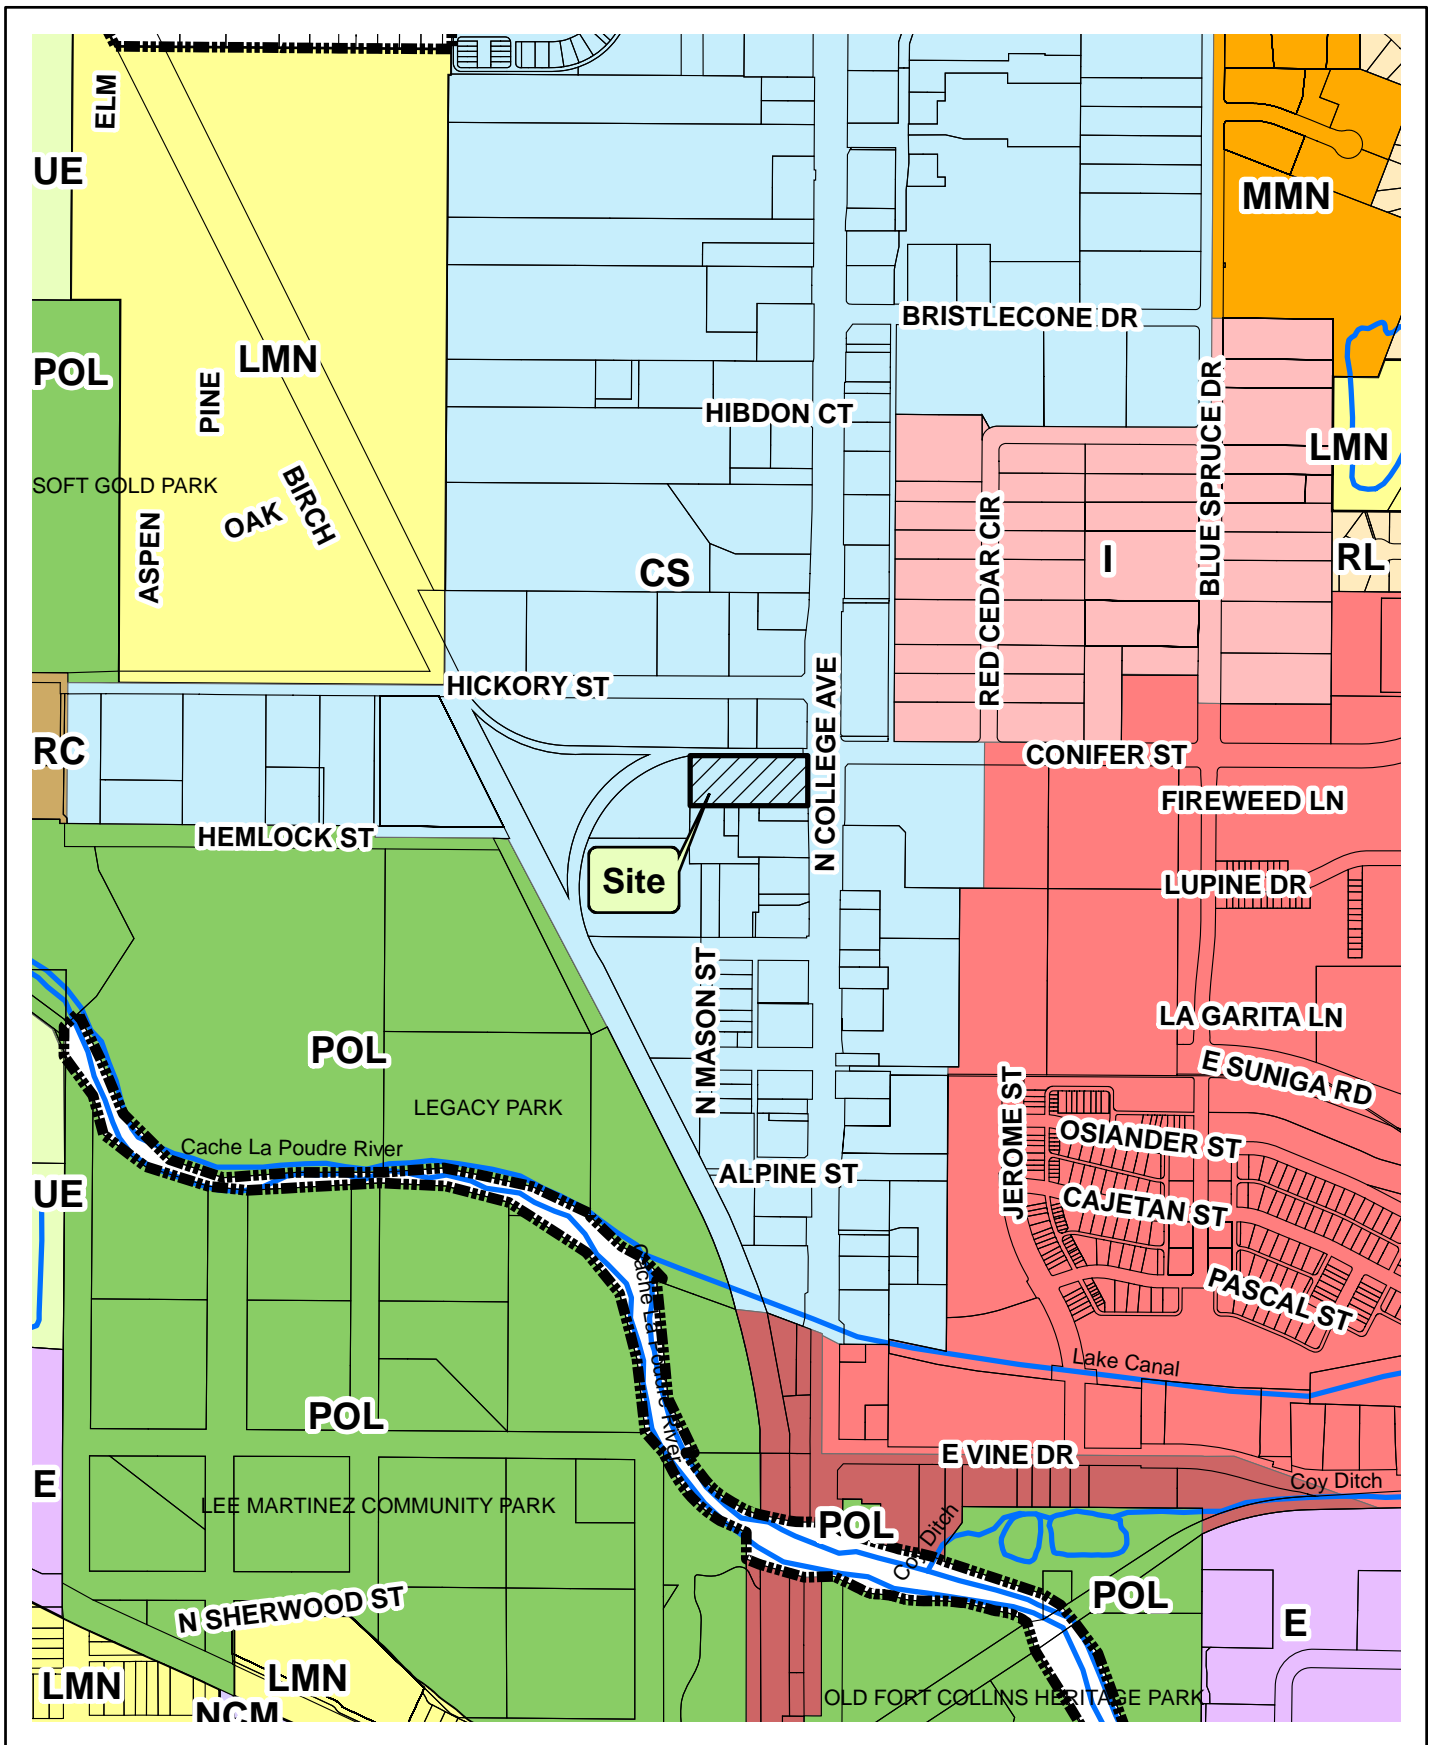 ELM
UE
MMN
BRISTLECONE DR
POL
LMN
PINE
HIBDON CT
BLUE SPRUCE DR
LMN
SOFT GOLD PARK
BIRCH
OAK
ASPEN
CS
RED CEDAR CIR
I
RL
HICKORY ST
N COLLEGE AVE
RC
CONIFER ST
FIREWEED LN
HEMLOCK ST
Site
LUPINE DR
N MASON ST
LA GARITA LN
POL
E SUNIGA RD
JEROME ST
LEGACY PARK
OSIANDER ST
Cache La Poudre River
ALPINE ST
UE
CAJETAN ST
Cache La Poudre River
PASCAL ST
Lake Canal
POL
E VINE DR
E
Coy Ditch
LEE MARTINEZ COMMUNITY PARK
POL
Coy Ditch
POL
N SHERWOOD ST
E
LMN
LMN
NCM
OLD FORT COLLINS HERITAGE PARK